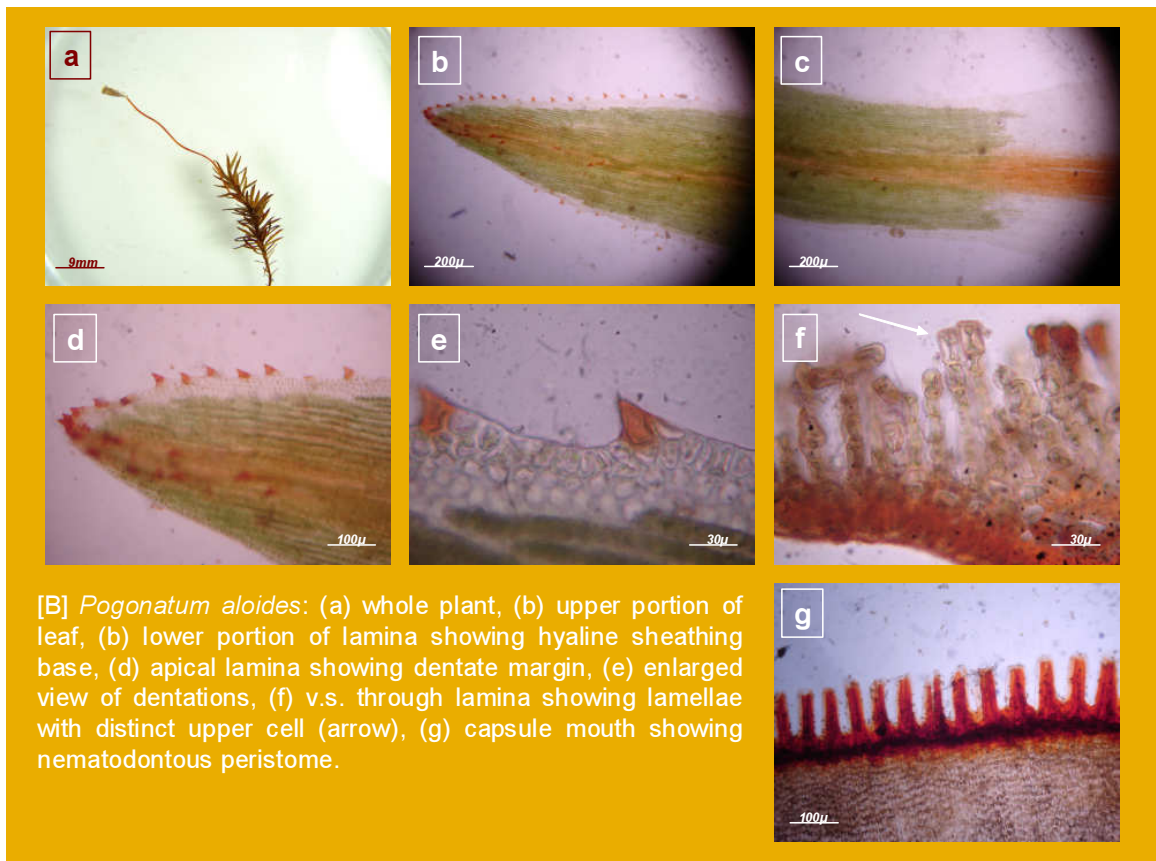 a
9mm
b
200µ
c
200µ
d
100µ
e
30µ
f
30µ
[B] Pogonatum aloides: (a) whole plant, (b) upper portion of
leaf, (b) lower portion of lamina showing hyaline sheathing
base, (d) apical lamina showing dentate margin, (e) enlarged
view of dentations, (f) v.s. through lamina showing lamellae
with distinct upper cell (arrow), (g) capsule mouth showing
nematodontous peristome.
g
100µ